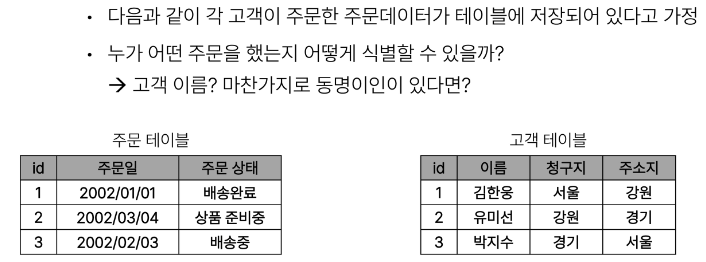 • 다음과 같이 각 고객이 주문한 주문데이터가 테이블에 저장되어 있다고 가정
• 누가 어떤 주문을 했는지 어떻게 식별할 수 있을까?
→ 고객 이름? 마찬가지로 동명이인이 있다면?
주문 테이블
id 주문일 주문 상태
1 2002/01/01 배송완료
2 2002/03/04 상품 준비중
3 2002/02/03 배송중
고객 테이블
id 이름 청구지 주소지
1 김한웅 서울 강원
2 유미선 강원 경기
3 박지수 경기 서울